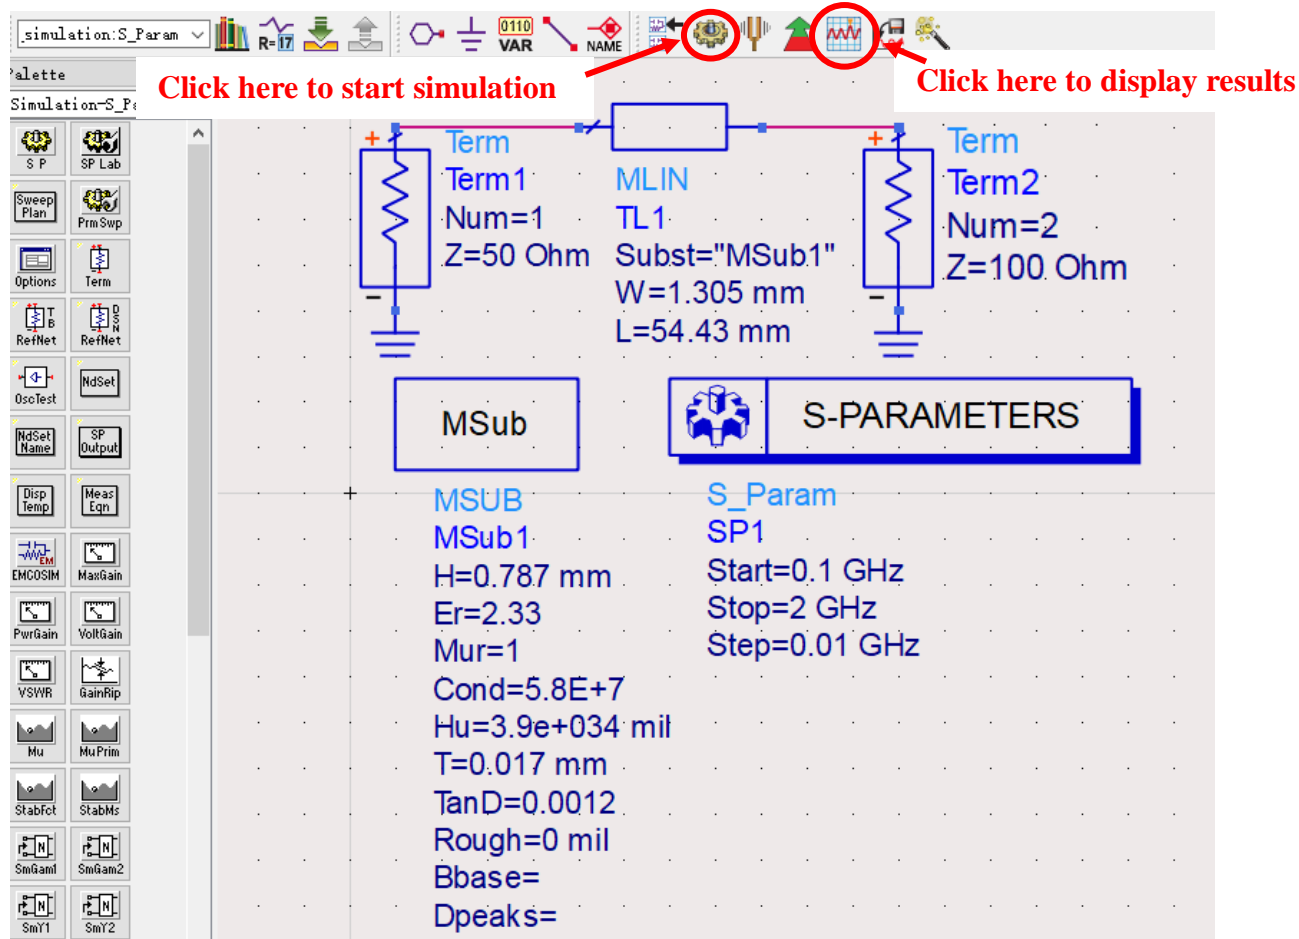 _simulation:S_Param
R=17
0110
VAR
NAME
Click here to start simulation
Click here to display results
Palette
Simulation-S_Pa
S P
SP Lab
Sweep
Plan
PrmSwp
Options
Term
T
B
RefNet
D
S
N
RefNet
OscTest
NdSet
NdSet
Name
SP
Output
Disp
Temp
Meas
Eqn
EM
EMCOSIM
MaxGain
PwrGain
VoltGain
VSWR
GainRip
Mu
MuPrim
StabFct
StabMs
N
SmGam1
N
SmGam2
N
SmY1
N
SmY2
+
Term
Term1
Num=1
Z=50 Ohm
−
MLIN
TL1
Subst="MSub1"
W=1.305 mm
L=54.43 mm
+
Term
Term2
Num=2
Z=100 Ohm
−
MSub
MSUB
MSub1
H=0.787 mm
Er=2.33
Mur=1
Cond=5.8E+7
Hu=3.9e+034 mil
T=0.017 mm
TanD=0.0012
Rough=0 mil
Bbase=
Dpeaks=
S-PARAMETERS
S_Param
SP1
Start=0.1 GHz
Stop=2 GHz
Step=0.01 GHz